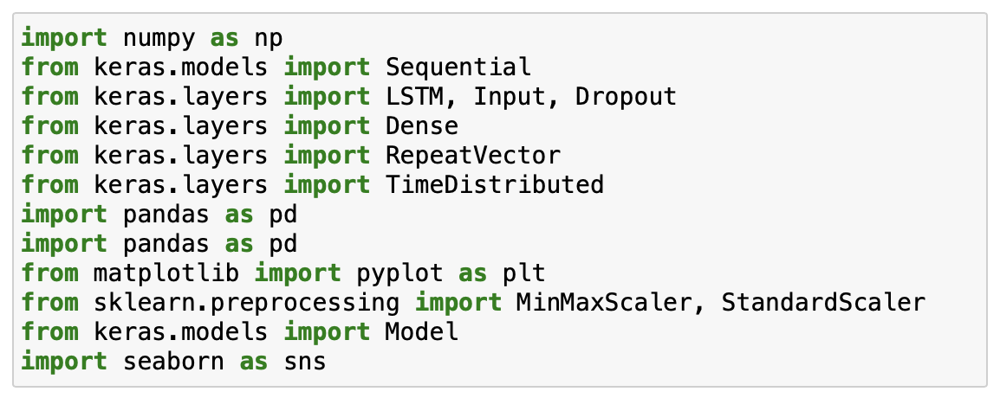 import numpy as np
from keras.models import Sequential
from keras.layers import LSTM, Input, Dropout
from keras.layers import Dense
from keras.layers import RepeatVector
from keras.layers import TimeDistributed
import pandas as pd
import pandas as pd
from matplotlib import pyplot as plt
from sklearn.preprocessing import MinMaxScaler, StandardScaler
from keras.models import Model
import seaborn as sns